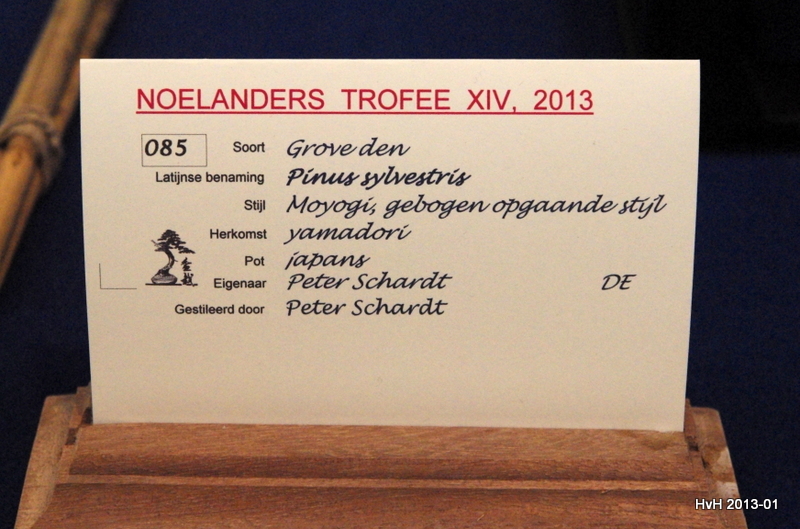 NOELANDERS TROFEE XIV, 2013
085 Soort Grove den
Latijnse benaming Pinus sylvestris
Stijl Moyogi, gebogen opgaande stijl
Herkomst yamadori
Pot japans
Eigenaar Peter Schardt DE
Gestileerd door Peter Schardt
HvH 2013-01